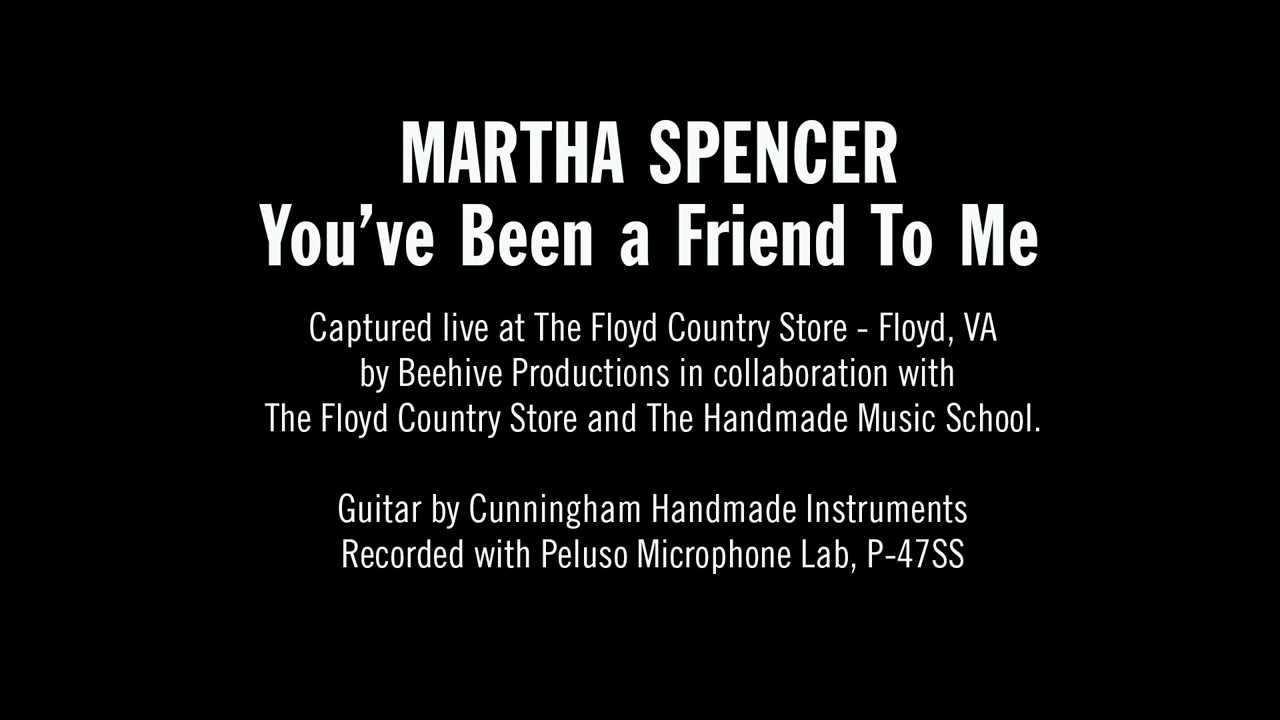 MARTHA SPENCER
You’ve Been a Friend To Me
Captured live at The Floyd Country Store - Floyd, VA
by Beehive Productions in collaboration with
The Floyd Country Store and The Handmade Music School.
Guitar by Cunningham Handmade Instruments
Recorded with Peluso Microphone Lab, P-47SS